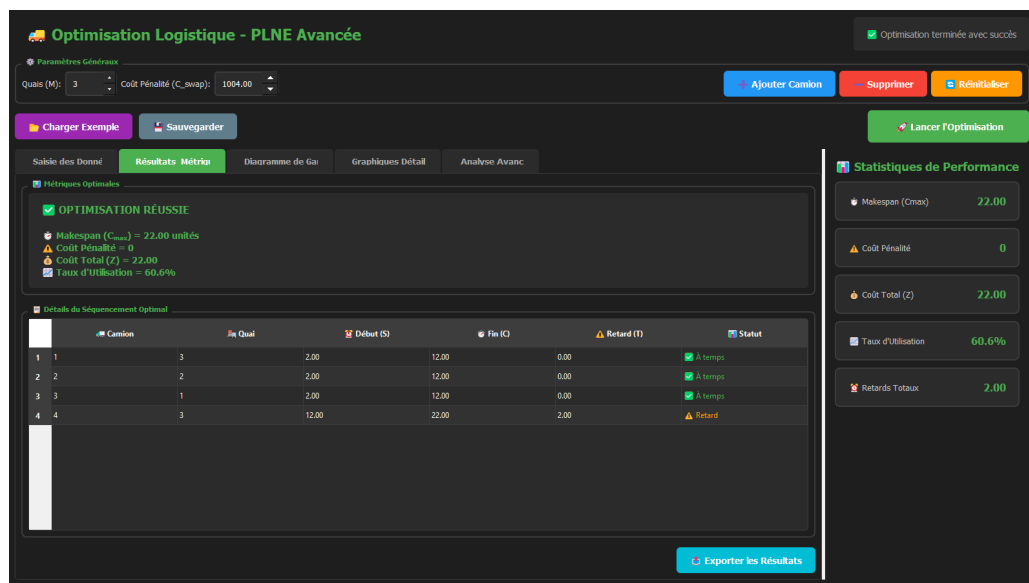 🚚 Optimisation Logistique - PLNE Avancée
✅ Optimisation terminée avec succès
⚙ Paramètres Généraux
Quais (M): 3 Coût Pénalité (C_swap): 1004.00
➕ Ajouter Camion
➖ Supprimer
🔄 Réinitialiser
📂 Charger Exemple
💾 Sauvegarder
🚀 Lancer l'Optimisation
Saisie des Donné
Résultats Métriqu
Diagramme de Ga
Graphiques Détail
Analyse Avanc
📊 Métriques Optimales
✅ OPTIMISATION RÉUSSIE
⏱ Makespan (Cmax) = 22.00 unités
⚠ Coût Pénalité = 0
💰 Coût Total (Z) = 22.00
📈 Taux d'Utilisation = 60.6%
📋 Détails du Séquencement Optimal
🚛 Camion Quai ⏰ Début (S) ⏱ Fin (C) ⚠ Retard (T) 📊 Statut
1 1 3 2.00 12.00 0.00 ✅ À temps
2 2 2 2.00 12.00 0.00 ✅ À temps
3 3 1 2.00 12.00 0.00 ✅ À temps
4 4 3 12.00 22.00 2.00 ⚠ Retard
📤 Exporter les Résultats
📊 Statistiques de Performance
⏱ Makespan (Cmax) 22.00
⚠ Coût Pénalité 0
💰 Coût Total (Z) 22.00
📈 Taux d'Utilisation 60.6%
⏰ Retards Totaux 2.00